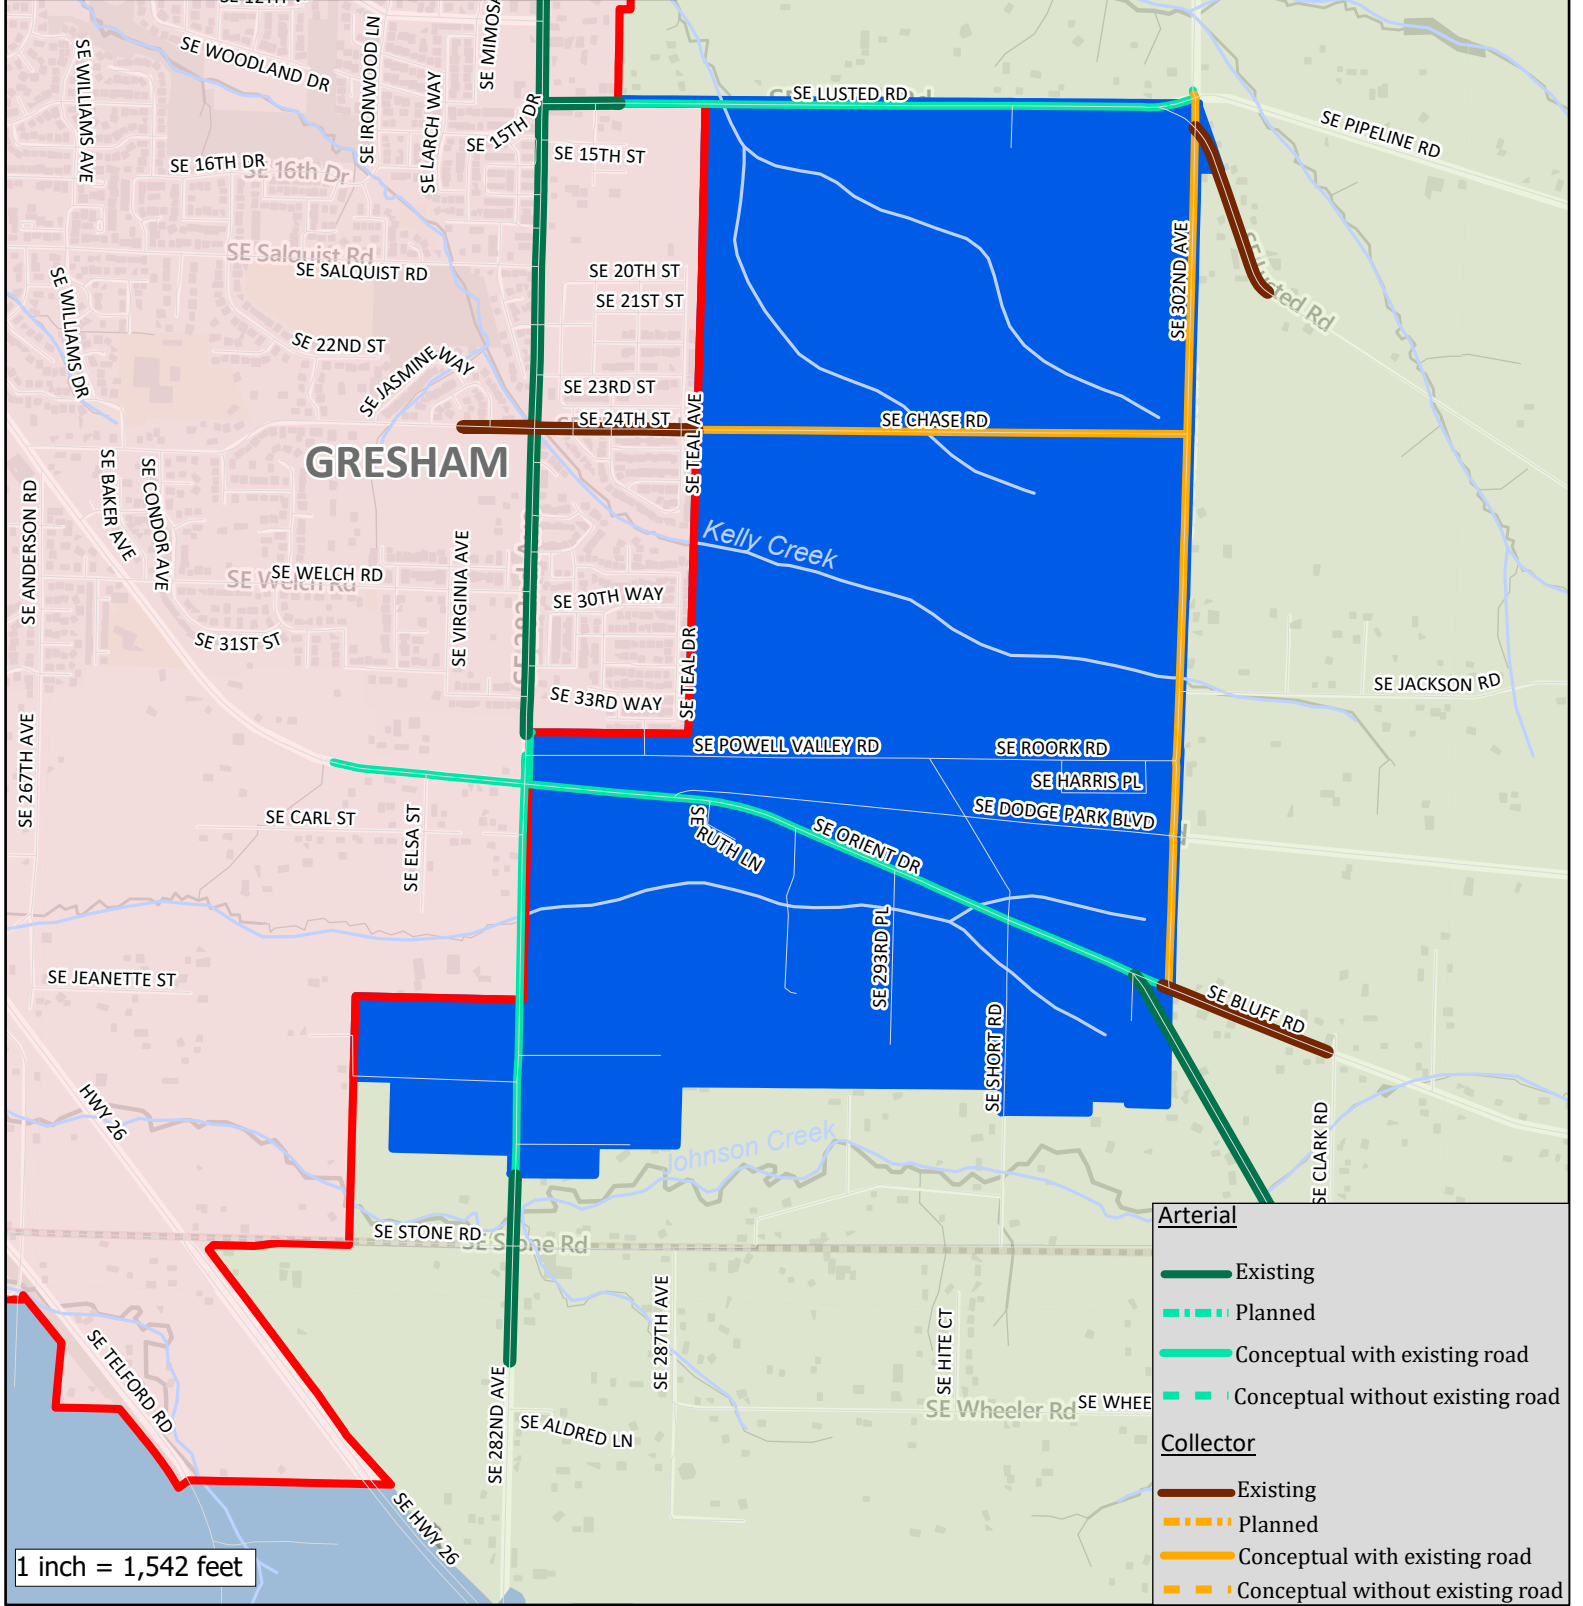 SE WOODLAND DR
SE IRONWOOD LN
SE MIMOSA
SE WILLIAMS AVE
SE LARCH WAY
SE 15TH DR
SE 16TH DR
SE 16th Dr
SE 15TH ST
SE LUSTED RD
SE PIPELINE RD
SE Salquist Rd
SE SALQUIST RD
SE 20TH ST
SE 21ST ST
SE 302ND AVE
SE Lusted Rd
SE WILLIAMS DR
SE 22ND ST
SE JASMINE WAY
SE 23RD ST
SE 24TH ST
SE TEAL AVE
SE CHASE RD
GRESHAM
SE ANDERSON RD
SE BAKER AVE
SE CONDOR AVE
SE WELCH RD
SE Welch Rd
SE VIRGINIA AVE
Kelly Creek
SE 30TH WAY
SE 31ST ST
SE TEAL DR
SE 33RD WAY
SE JACKSON RD
SE 267TH AVE
SE POWELL VALLEY RD
SE ROORK RD
SE HARRIS PL
SE DODGE PARK BLVD
SE CARL ST
SE ELSA ST
SE
RUTH LN
SE ORIENT DR
SE 293RD PL
SE JEANETTE ST
SE BLUFF RD
SE SHORT RD
HWY 26
Johnson Creek
SE CLARK RD
SE STONE RD
SE Stone Rd
SE 287TH AVE
SE HITE CT
SE TELFORD RD
SE 282ND AVE
SE ALDRED LN
SE Wheeler Rd
SE WHEE
SE HWY 26
1 inch = 1,542 feet
Arterial
Existing
Planned
Conceptual with existing road
Conceptual without existing road
Collector
Existing
Planned
Conceptual with existing road
Conceptual without existing road